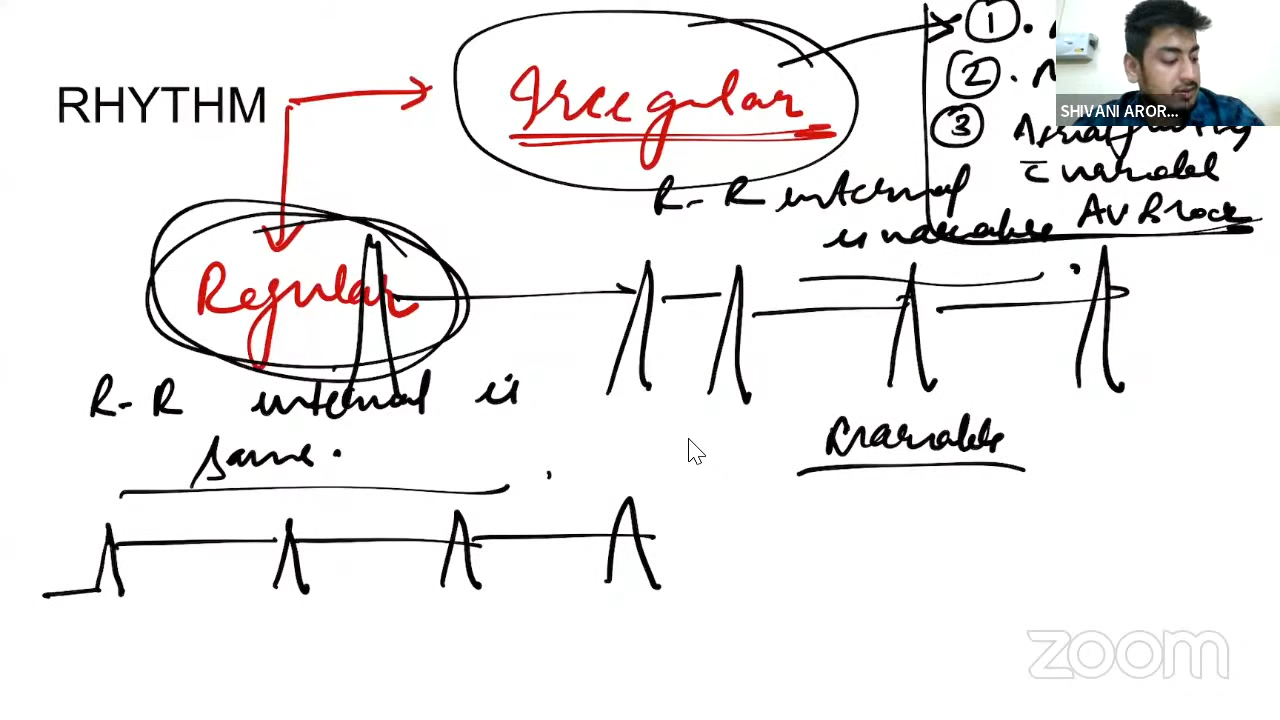 RHYTHM
Irregular
①.
②.
SHIVANI AROR...
③ Atrial
c̄ variable
AV Block
R-R interval
is variable
Regular
R-R interval is
same.
variable
zoom